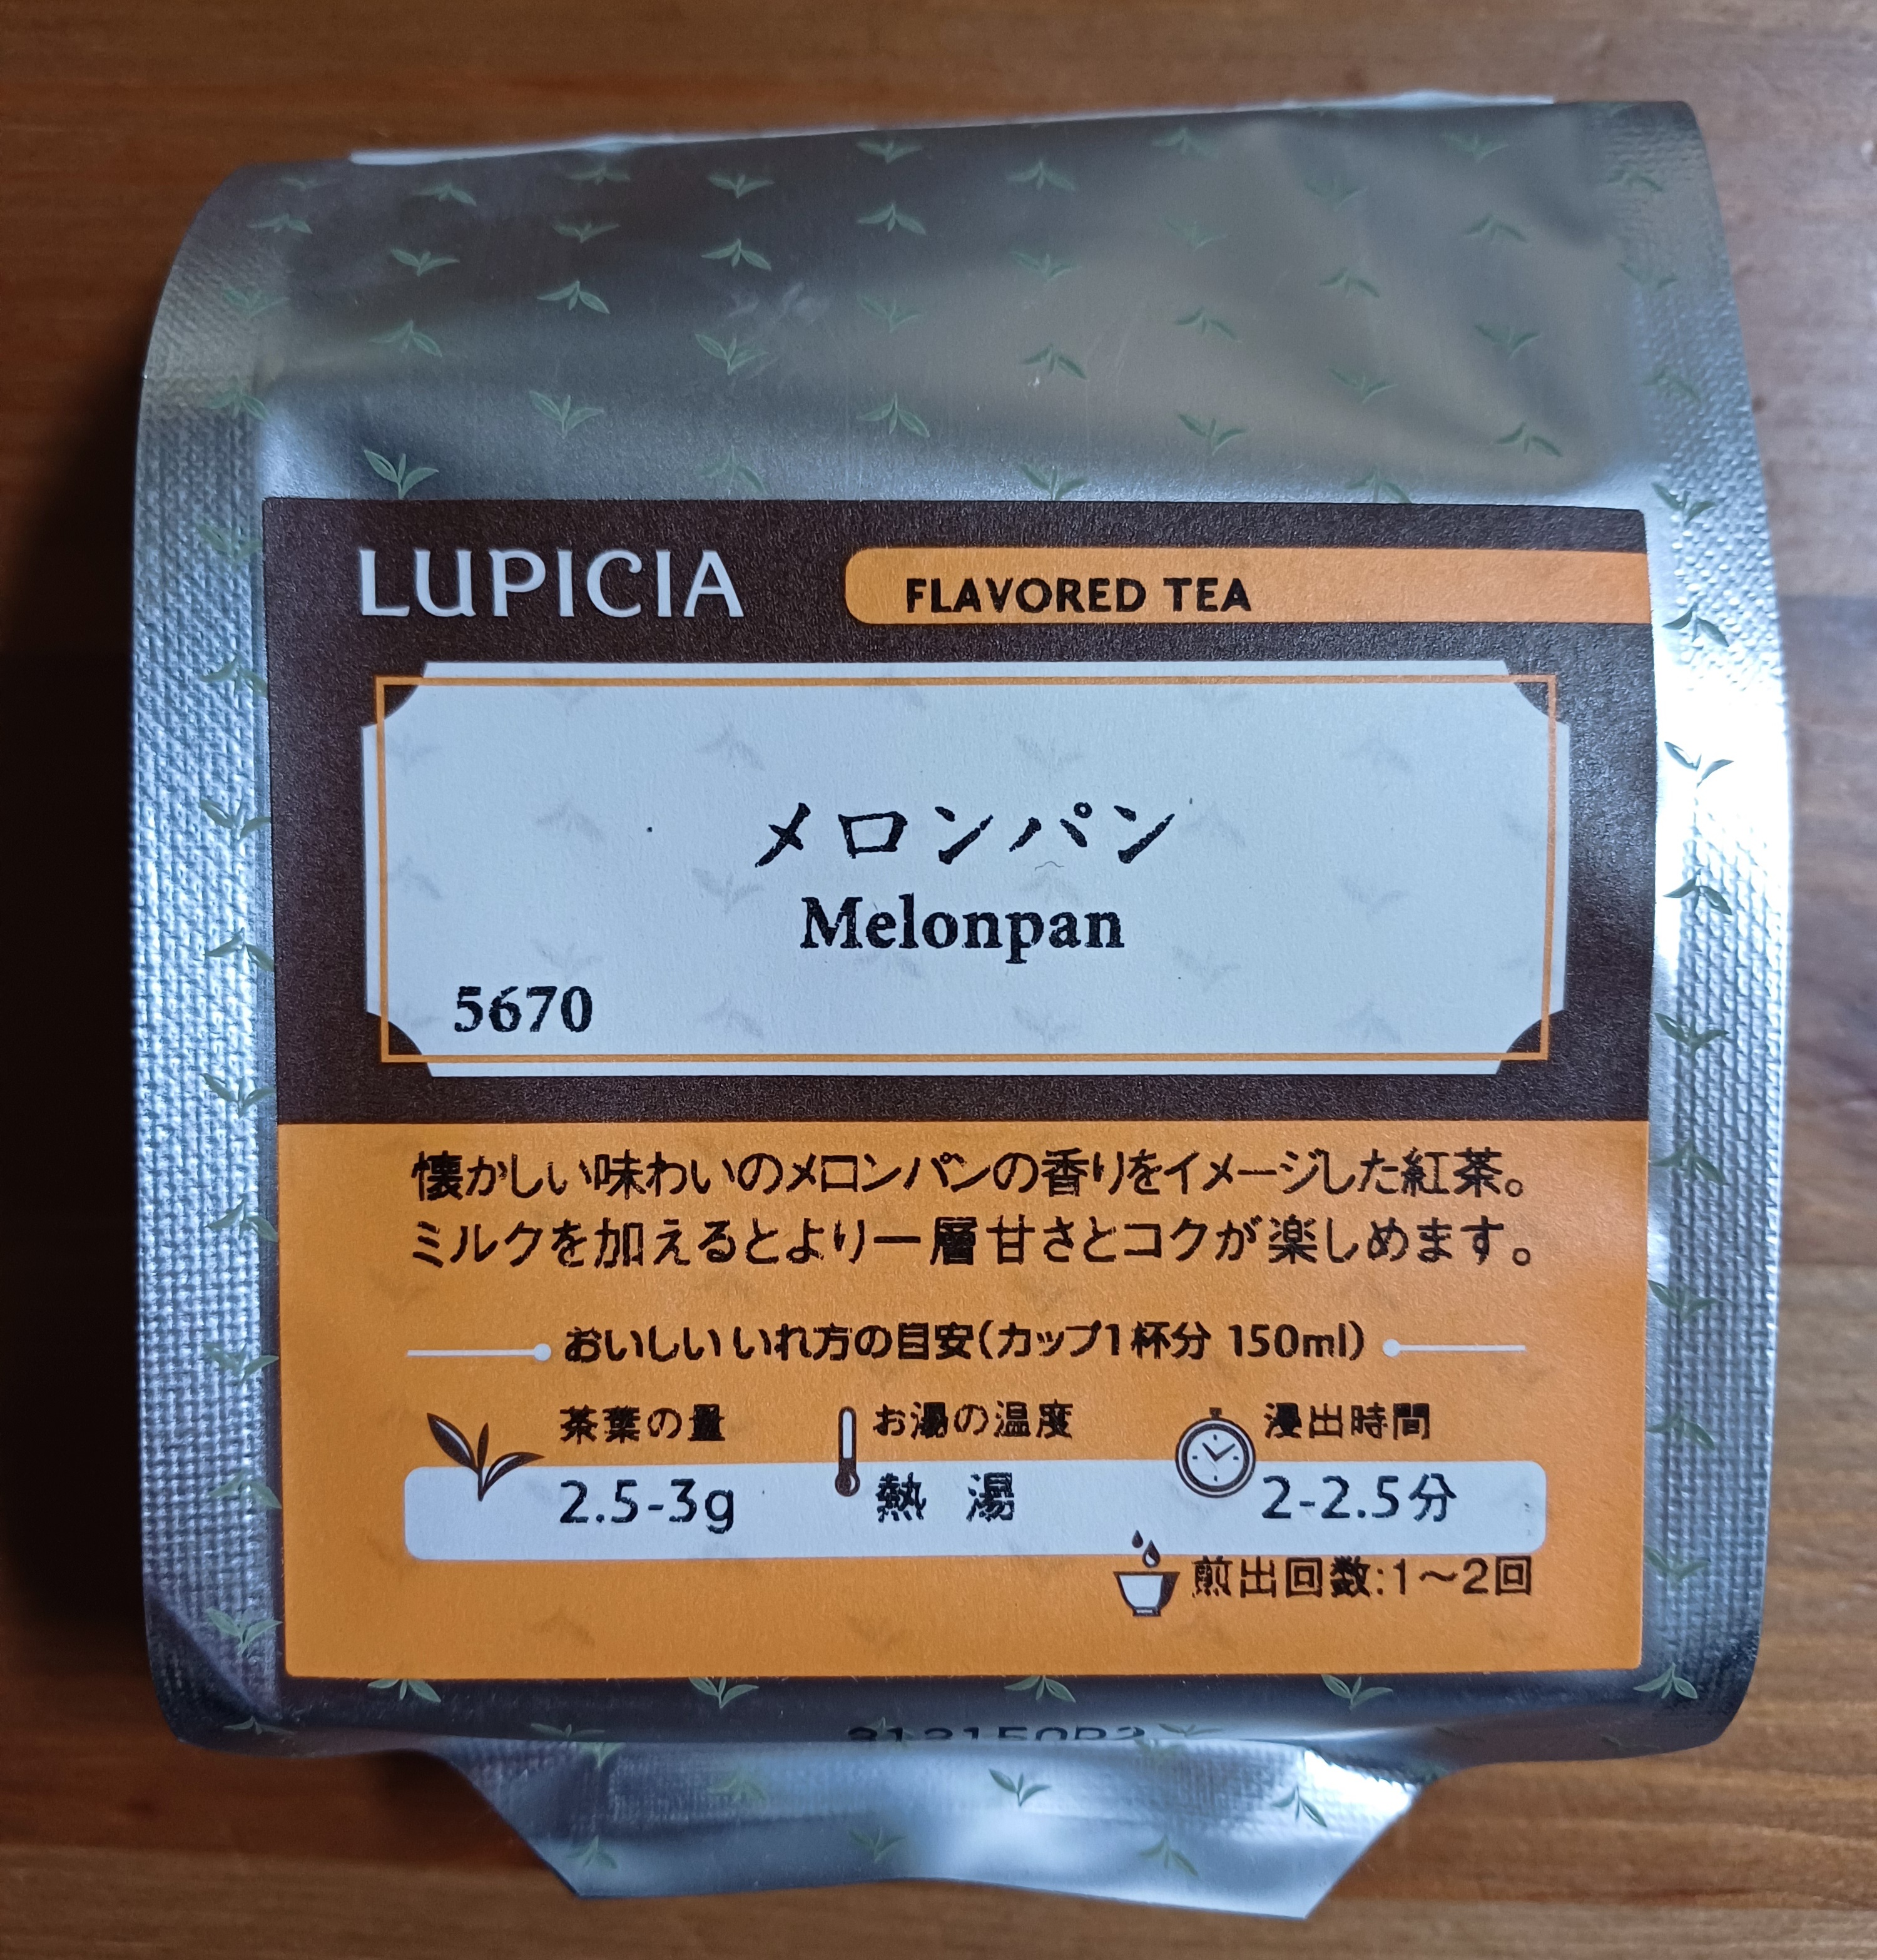 LUPICIA
FLAVORED TEA
メロンパン
Melonpan
5670
懐かしい味わいのメロンパンの香りをイメージした紅茶。
ミルクを加えるとより一層甘さとコクが楽しめます。
おいしいいれ方の目安(カップ1杯分 150ml)
茶葉の量 お湯の温度 浸出時間
2.5-3g 熱湯 2-2.5分
煎出回数:1〜2回